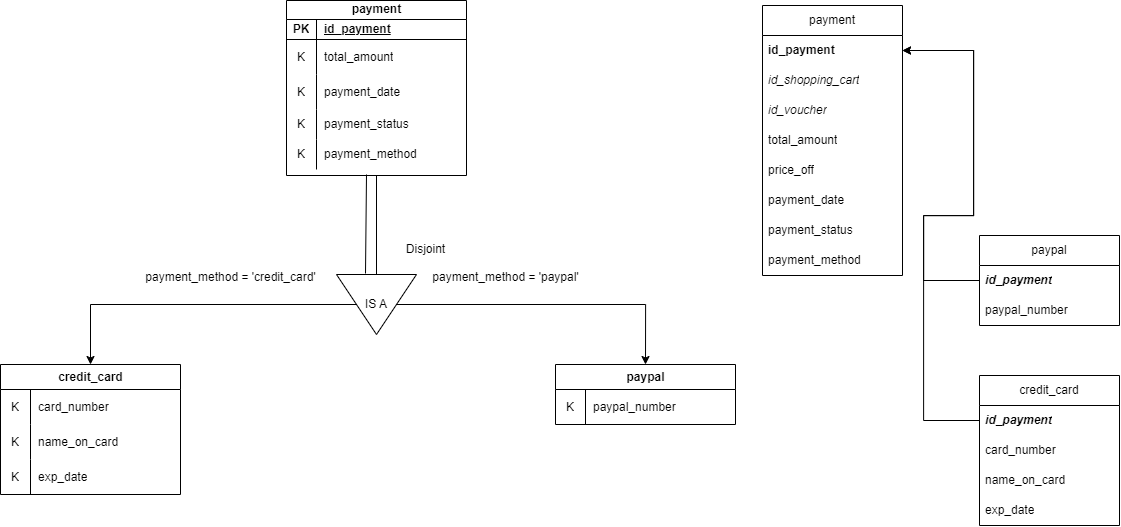 payment
PK id_payment
K total_amount
K payment_date
K payment_status
K payment_method
Disjoint
payment_method = 'credit_card'
payment_method = 'paypal'
IS A
credit_card
K card_number
K name_on_card
K exp_date
paypal
K paypal_number
payment
id_payment
id_shopping_cart
id_voucher
total_amount
price_off
payment_date
payment_status
payment_method
paypal
id_payment
paypal_number
credit_card
id_payment
card_number
name_on_card
exp_date